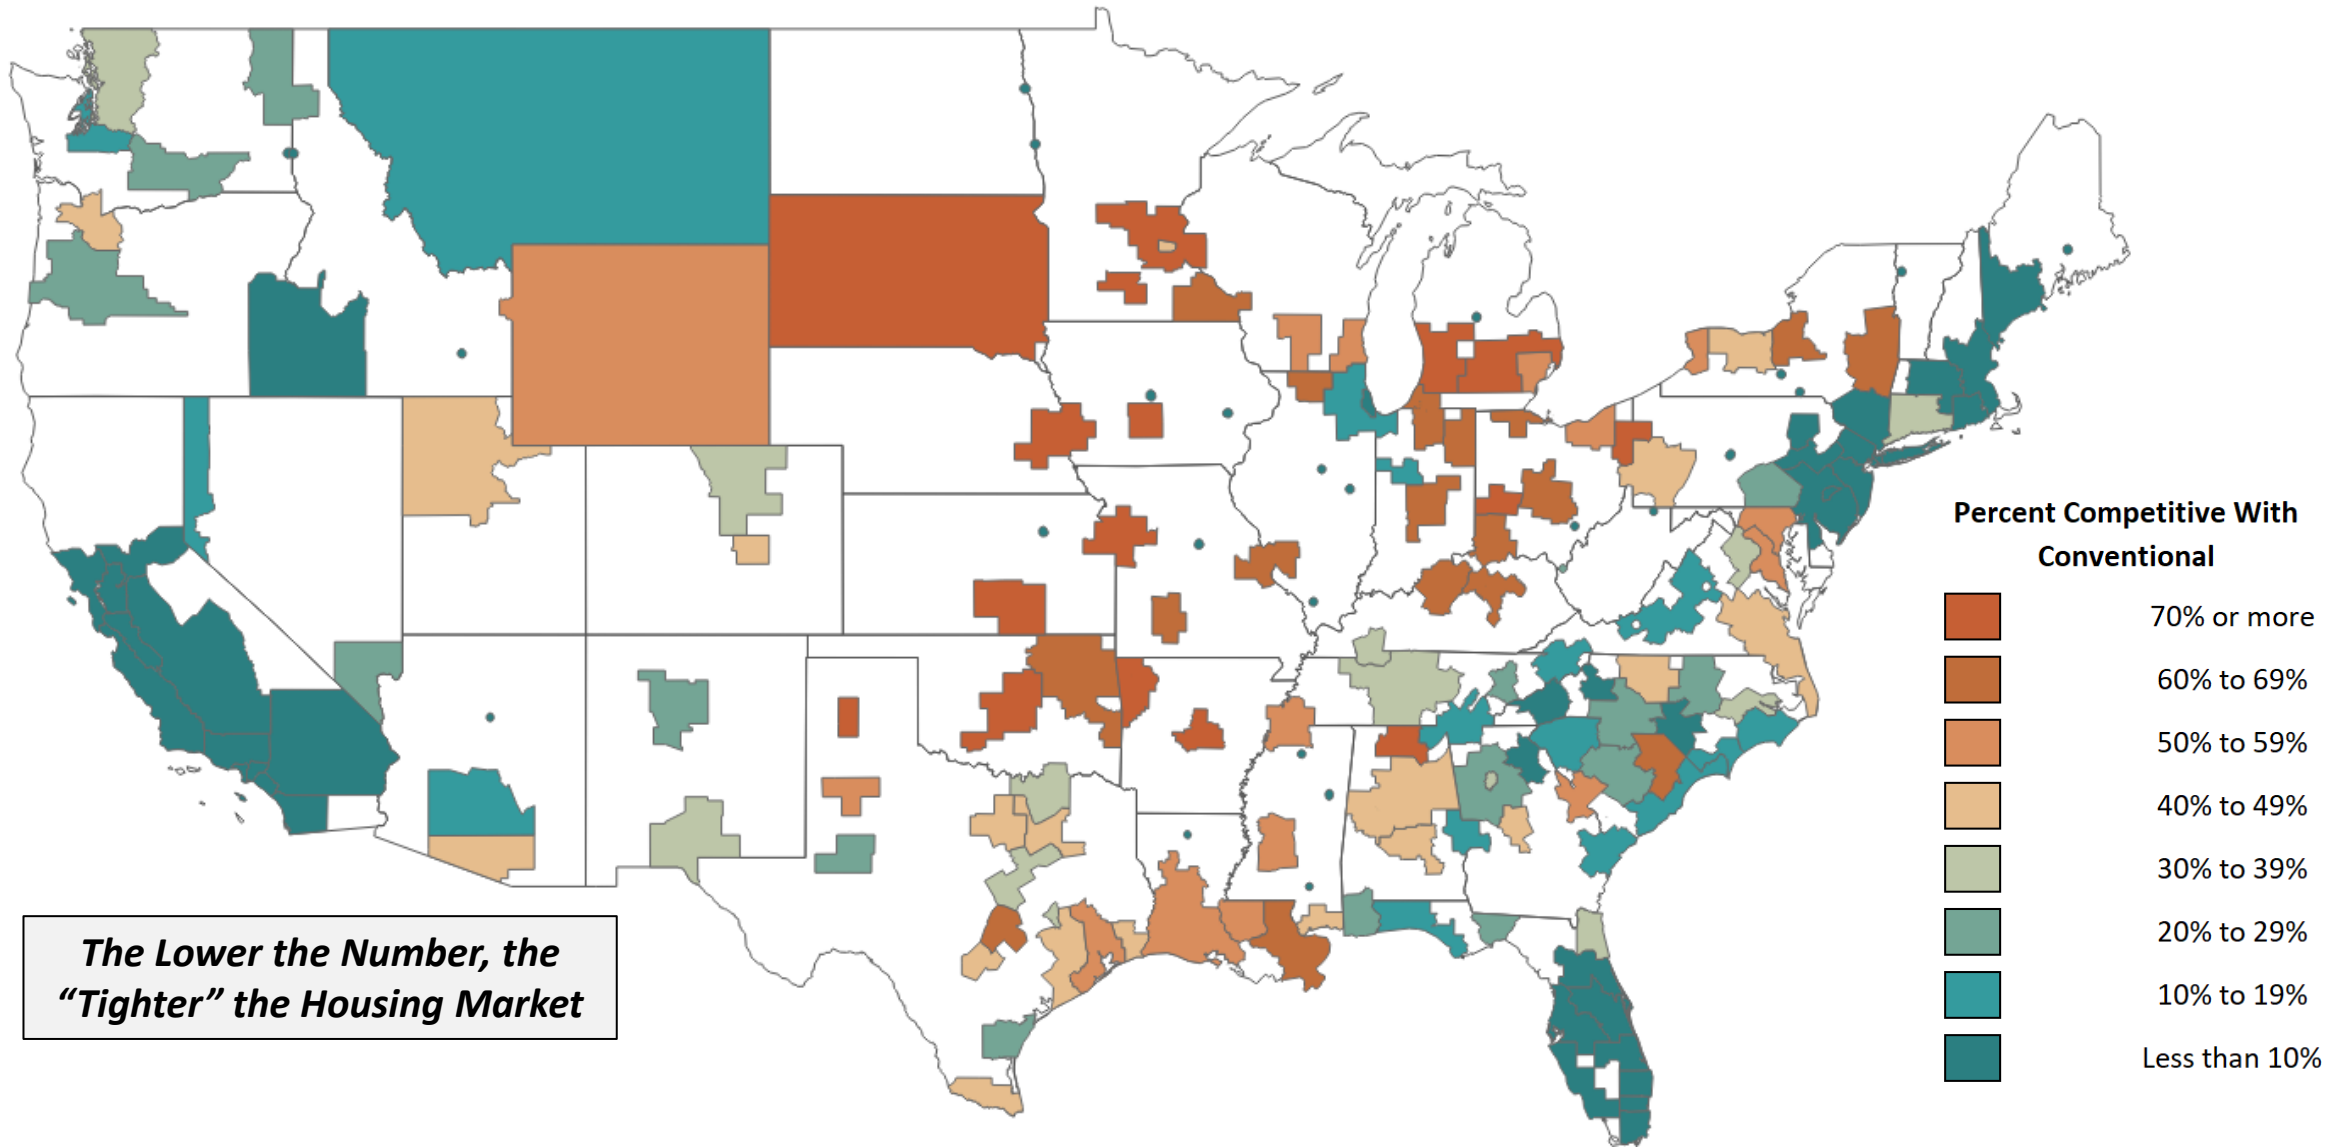 Percent Competitive With
Conventional
70% or more
60% to 69%
50% to 59%
40% to 49%
30% to 39%
20% to 29%
10% to 19%
Less than 10%
The Lower the Number, the
“Tighter” the Housing Market